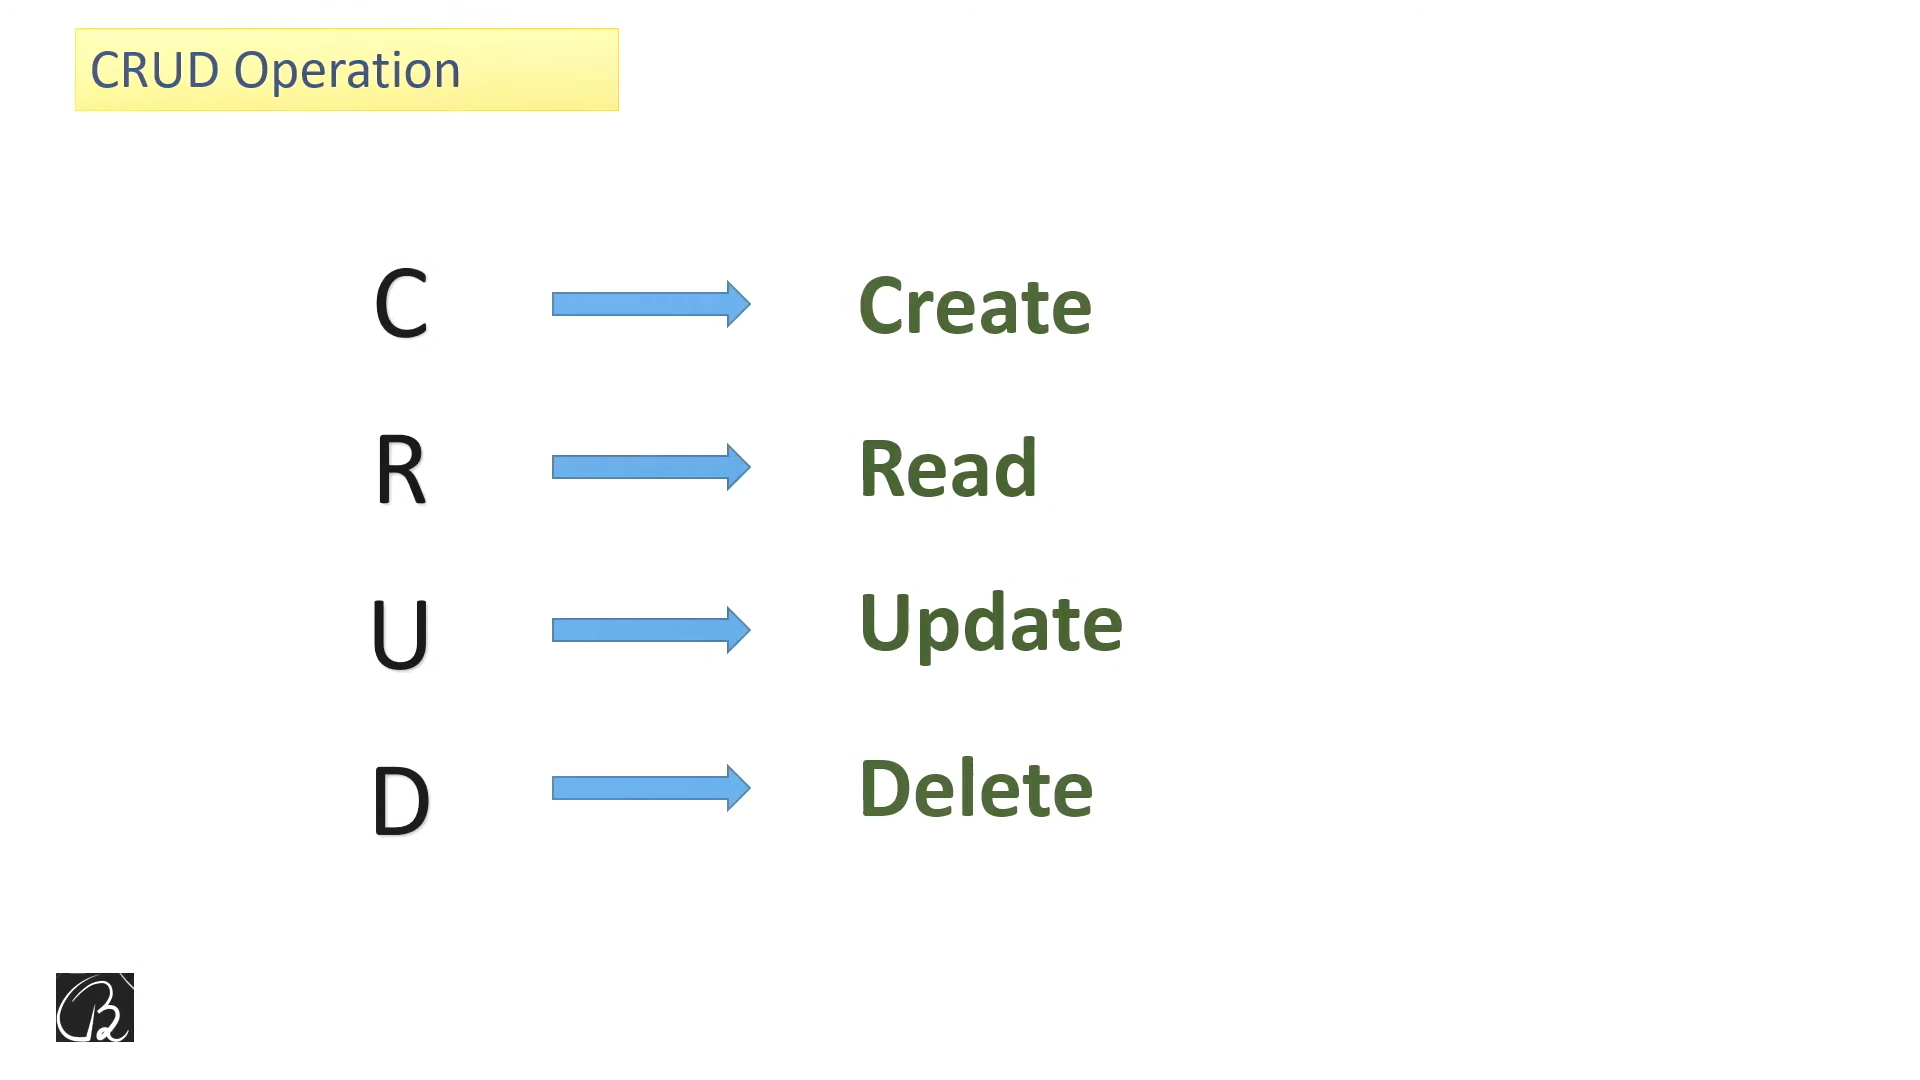 CRUD Operation
C Create
R Read
U Update
D Delete